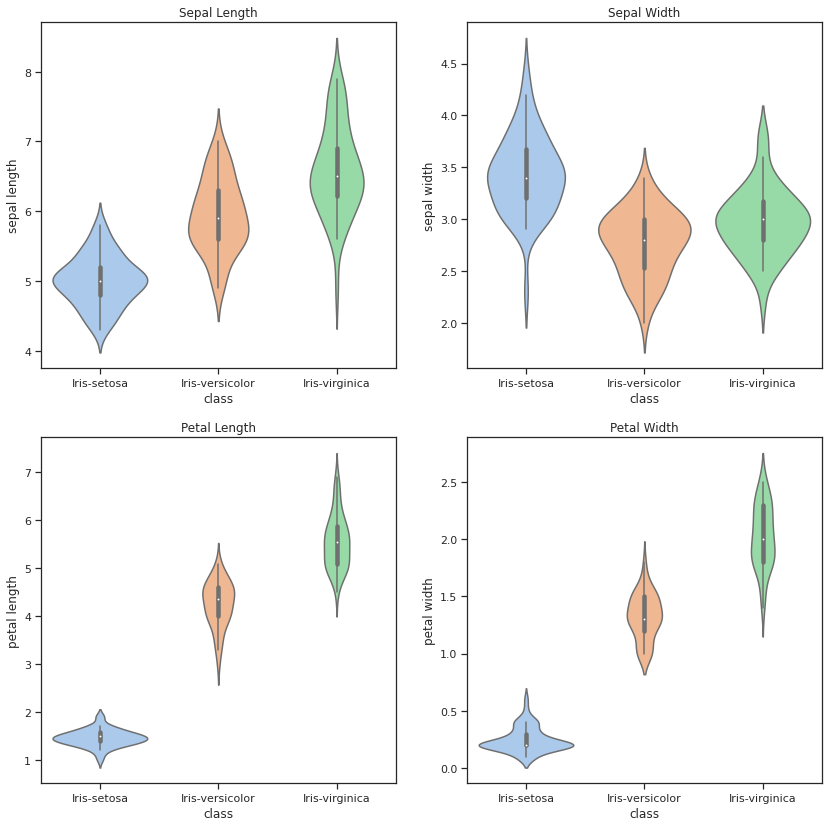 Sepal Length
sepal length
8
7
6
5
4
Iris-setosa Iris-versicolor Iris-virginica
class
Sepal Width
sepal width
4.5
4.0
3.5
3.0
2.5
2.0
Iris-setosa Iris-versicolor Iris-virginica
class
Petal Length
petal length
7
6
5
4
3
2
1
Iris-setosa Iris-versicolor Iris-virginica
class
Petal Width
petal width
2.5
2.0
1.5
1.0
0.5
0.0
Iris-setosa Iris-versicolor Iris-virginica
class